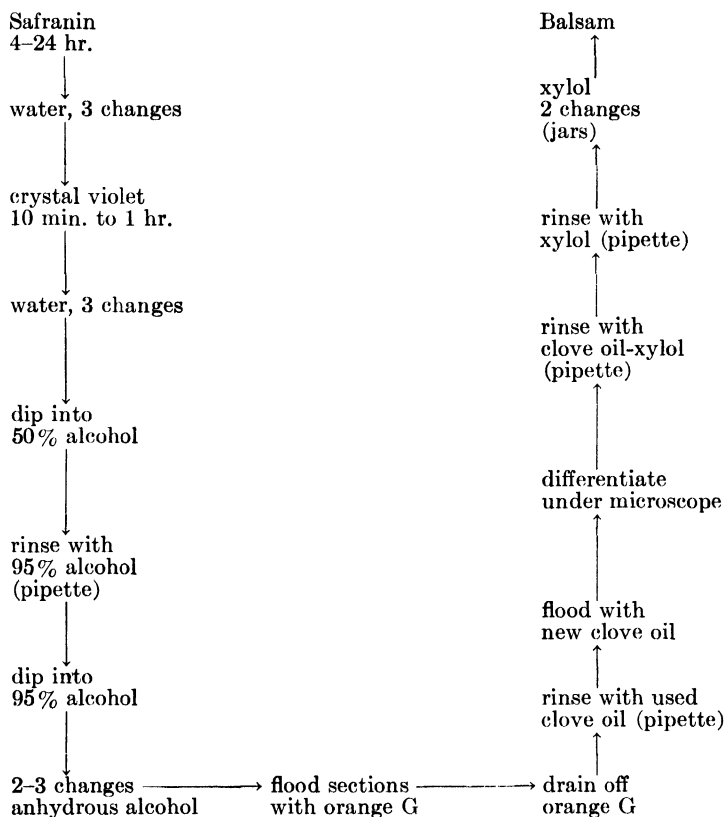 Safranin
4–24 hr.
water, 3 changes
crystal violet
10 min. to 1 hr.
water, 3 changes
dip into
50% alcohol
rinse with
95% alcohol
(pipette)
dip into
95% alcohol
2–3 changes
anhydrous alcohol
flood sections
with orange G
drain off
orange G
rinse with used
clove oil (pipette)
flood with
new clove oil
differentiate
under microscope
rinse with
clove oil-xylol
(pipette)
rinse with
xylol (pipette)
xylol
2 changes
(jars)
Balsam